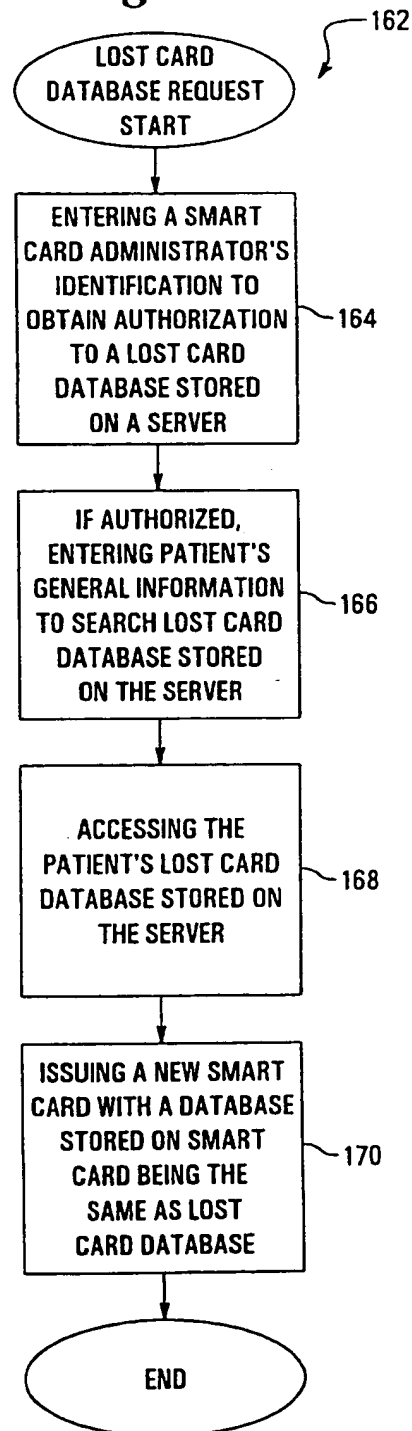 162
LOST CARD
DATABASE REQUEST
START
ENTERING A SMART
CARD ADMINISTRATOR'S
IDENTIFICATION TO
OBTAIN AUTHORIZATION
TO A LOST CARD
DATABASE STORED
ON A SERVER
164
IF AUTHORIZED,
ENTERING PATIENT'S
GENERAL INFORMATION
TO SEARCH LOST CARD
DATABASE STORED
ON THE SERVER
166
ACCESSING THE
PATIENT'S LOST CARD
DATABASE STORED ON
THE SERVER
168
ISSUING A NEW SMART
CARD WITH A DATABASE
STORED ON SMART
CARD BEING THE
SAME AS LOST
CARD DATABASE
170
END